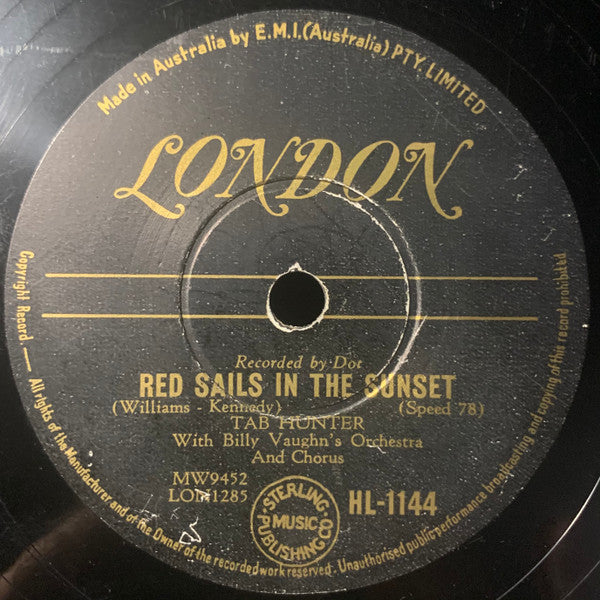 Made in Australia by E.M.I. (Australia) PTY. LIMITED
LONDON
Recorded by Dot
RED SAILS IN THE SUNSET
(Williams - Kennedy) (Speed 78)
TAB HUNTER
With Billy Vaughn's Orchestra
And Chorus
MW9452
LOD-1285
HL-1144
STERLING
MUSIC
PUBLISHING CO
Copyright Record. — All rights of the Manufacturer and of the Owner of the recorded work reserved. Unauthorised public performance broadcasting and copying of the record prohibited.